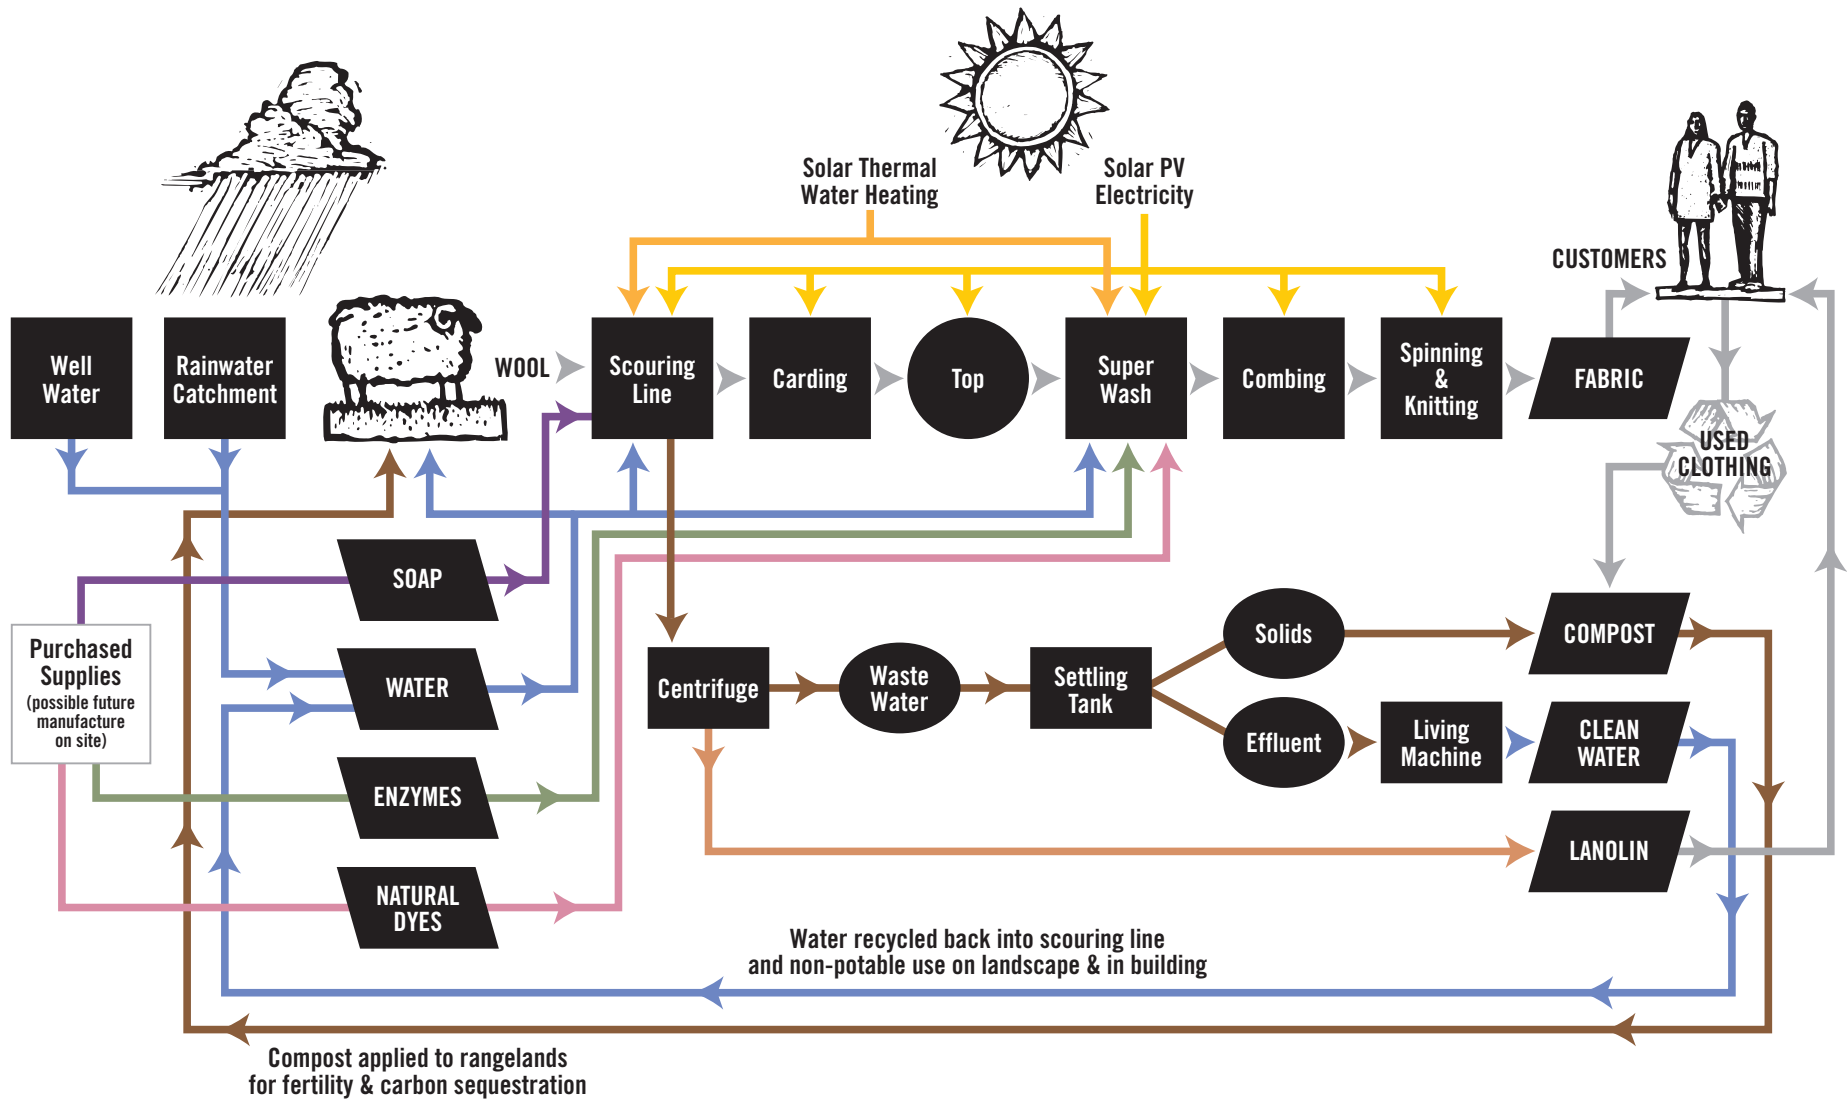 Solar Thermal
Water Heating
Solar PV
Electricity
CUSTOMERS
Well
Water
Rainwater
Catchment
WOOL
Scouring
Line
Carding
Top
Super
Wash
Combing
Spinning
&
Knitting
FABRIC
USED
CLOTHING
SOAP
Purchased
Supplies
(possible future
manufacture
on site)
WATER
ENZYMES
NATURAL
DYES
Centrifuge
Waste
Water
Settling
Tank
Solids
Effluent
Living
Machine
COMPOST
CLEAN
WATER
LANOLIN
Water recycled back into scouring line
and non-potable use on landscape & in building
Compost applied to rangelands
for fertility & carbon sequestration